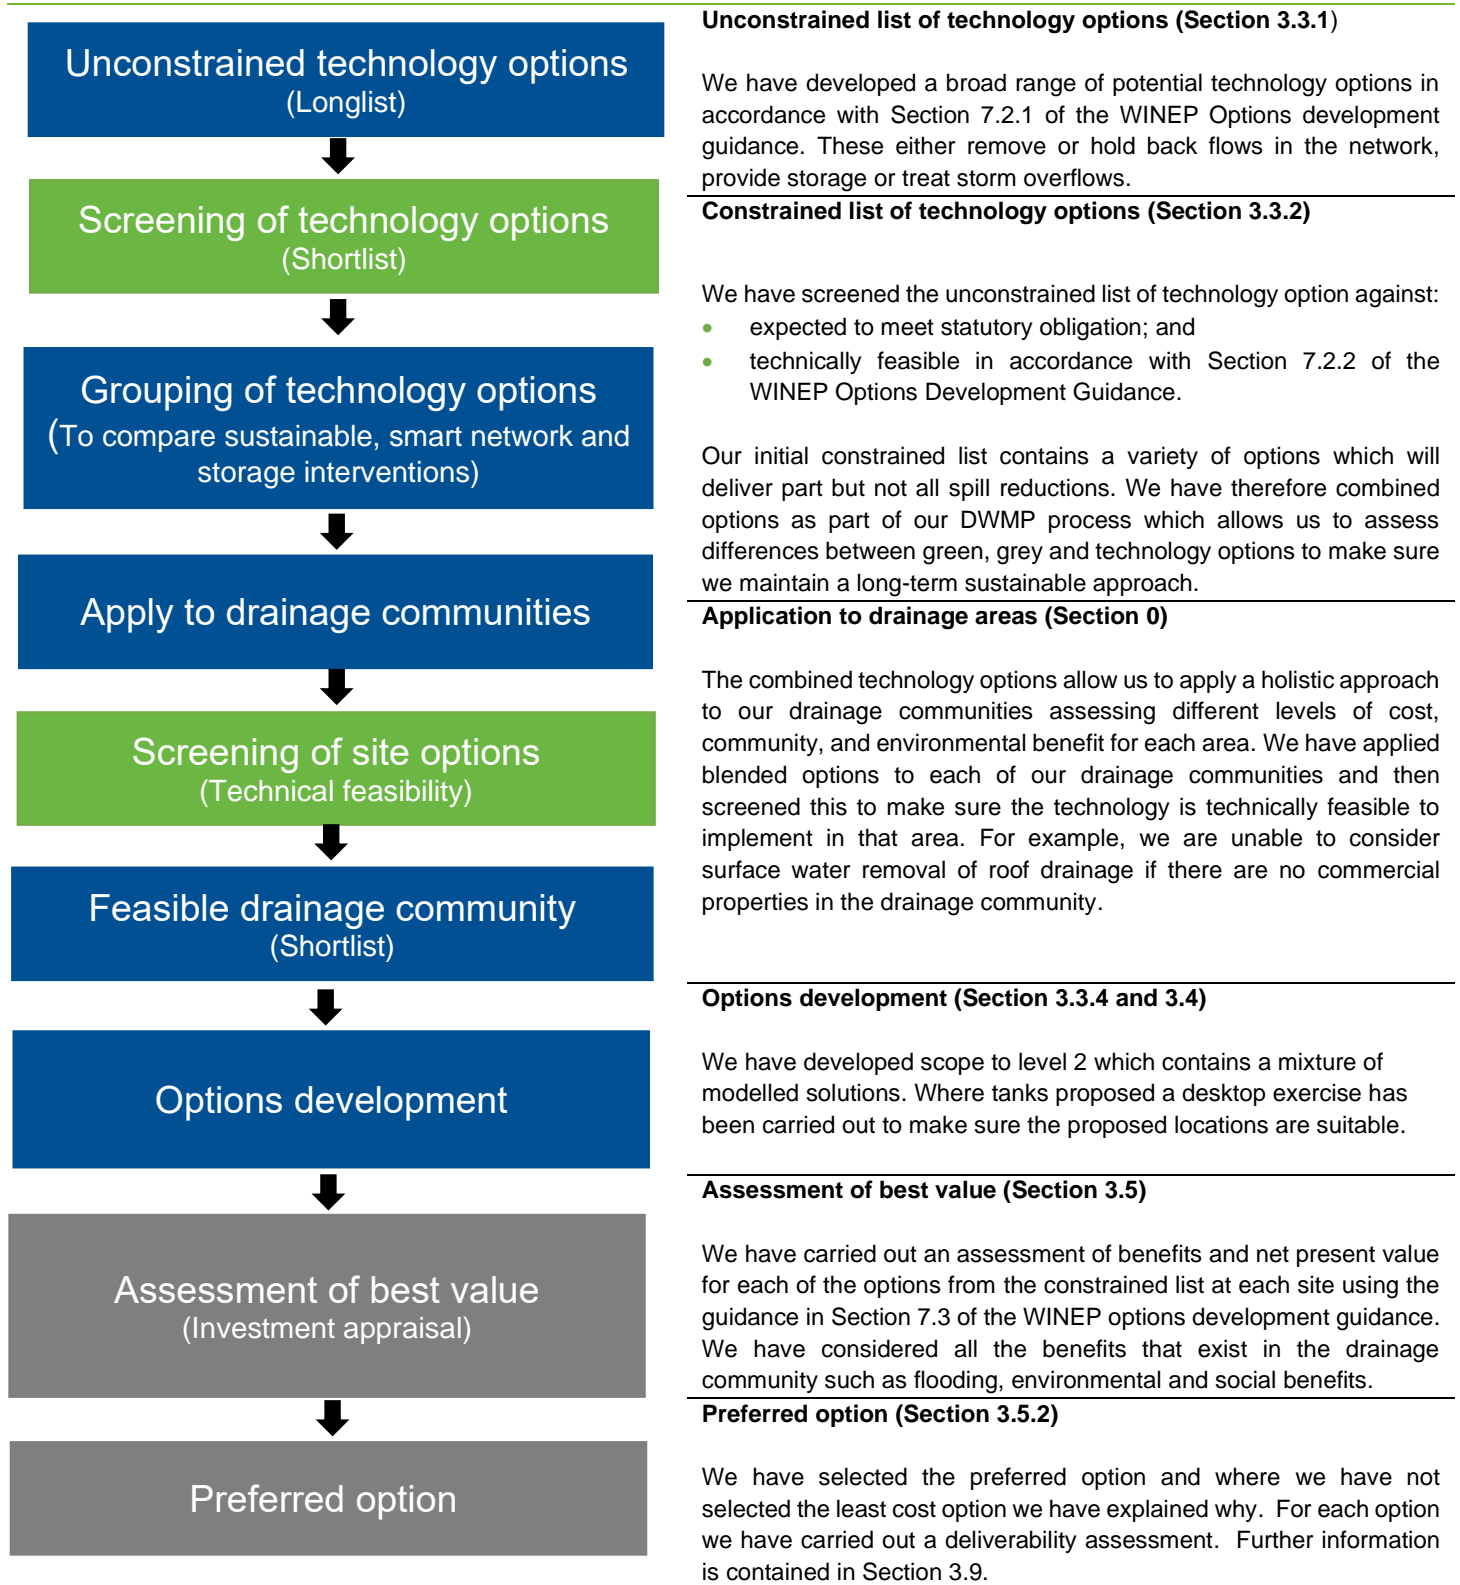 Unconstrained technology options
(Longlist)
Screening of technology options
(Shortlist)
Grouping of technology options
(To compare sustainable, smart network and
storage interventions)
Apply to drainage communities
Screening of site options
(Technical feasibility)
Feasible drainage community
(Shortlist)
Options development
Assessment of best value
(Investment appraisal)
Preferred option
Unconstrained list of technology options (Section 3.3.1)
We have developed a broad range of potential technology options in
accordance with Section 7.2.1 of the WINEP Options development
guidance. These either remove or hold back flows in the network,
provide storage or treat storm overflows.
Constrained list of technology options (Section 3.3.2)
We have screened the unconstrained list of technology option against:
• expected to meet statutory obligation; and
• technically feasible in accordance with Section 7.2.2 of the
WINEP Options Development Guidance.
Our initial constrained list contains a variety of options which will
deliver part but not all spill reductions. We have therefore combined
options as part of our DWMP process which allows us to assess
differences between green, grey and technology options to make sure
we maintain a long-term sustainable approach.
Application to drainage areas (Section 0)
The combined technology options allow us to apply a holistic approach
to our drainage communities assessing different levels of cost,
community, and environmental benefit for each area. We have applied
blended options to each of our drainage communities and then
screened this to make sure the technology is technically feasible to
implement in that area. For example, we are unable to consider
surface water removal of roof drainage if there are no commercial
properties in the drainage community.
Options development (Section 3.3.4 and 3.4)
We have developed scope to level 2 which contains a mixture of
modelled solutions. Where tanks proposed a desktop exercise has
been carried out to make sure the proposed locations are suitable.
Assessment of best value (Section 3.5)
We have carried out an assessment of benefits and net present value
for each of the options from the constrained list at each site using the
guidance in Section 7.3 of the WINEP options development guidance.
We have considered all the benefits that exist in the drainage
community such as flooding, environmental and social benefits.
Preferred option (Section 3.5.2)
We have selected the preferred option and where we have not
selected the least cost option we have explained why. For each option
we have carried out a deliverability assessment. Further information
is contained in Section 3.9.